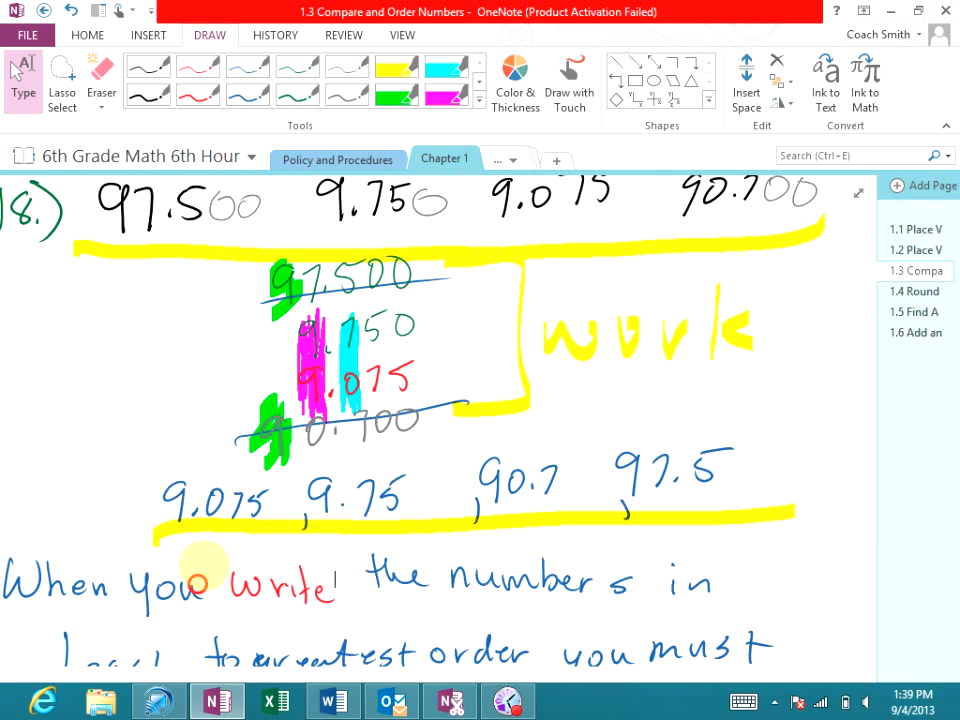 1.3 Compare and Order Numbers - OneNote (Product Activation Failed)
FILE HOME INSERT DRAW HISTORY REVIEW VIEW Coach Smith
Type Lasso Select Eraser Color & Thickness Draw with Touch Insert Space Ink to Text Ink to Math
Tools Shapes Edit Convert
6th Grade Math 6th Hour Policy and Procedures Chapter 1 ... Search (Ctrl+E)
Add Page
1.1 Place V
1.2 Place V
1.3 Compa
1.4 Round
1.5 Find A
1.6 Add an
18.) 97.500 9.750 9.075 90.700
97.500
9.750
9.075
90.700
work
9.075, 9.75, 90.7, 97.5
When you write the numbers in
least to greatest order you must
1:39 PM
9/4/2013